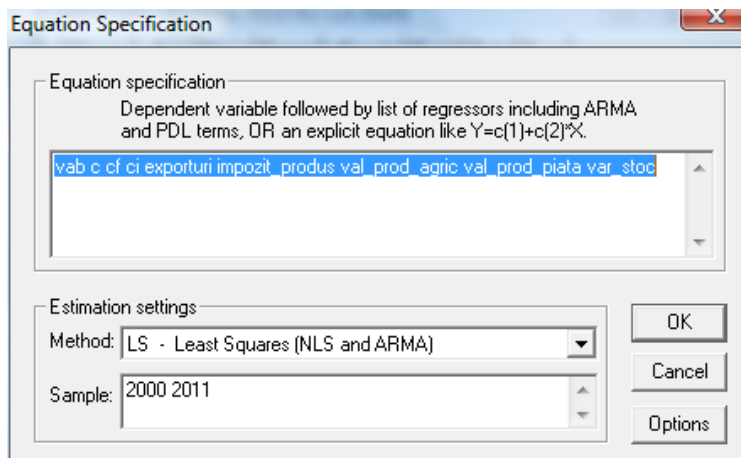 Equation Specification
Equation specification
Dependent variable followed by list of regressors including ARMA
and PDL terms, OR an explicit equation like Y=c(1)+c(2)*X.
vab c cf ci exporturi impozit_produs val_prod_agric val_prod_piata var_stoc
Estimation settings
Method: LS - Least Squares (NLS and ARMA)
Sample: 2000 2011
OK
Cancel
Options